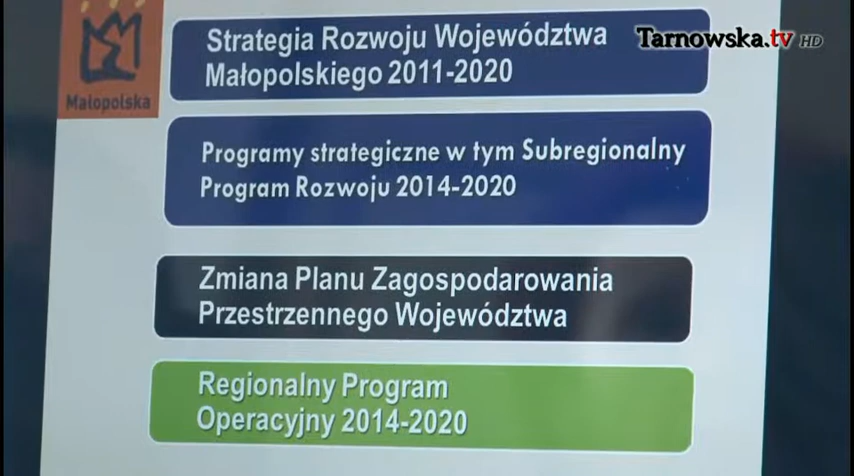 Małopolska
Strategia Rozwoju Województwa
Małopolskiego 2011-2020
Tarnowska.tv HD
Programy strategiczne w tym Subregionalny
Program Rozwoju 2014-2020
Zmiana Planu Zagospodarowania
Przestrzennego Województwa
Regionalny Program
Operacyjny 2014-2020